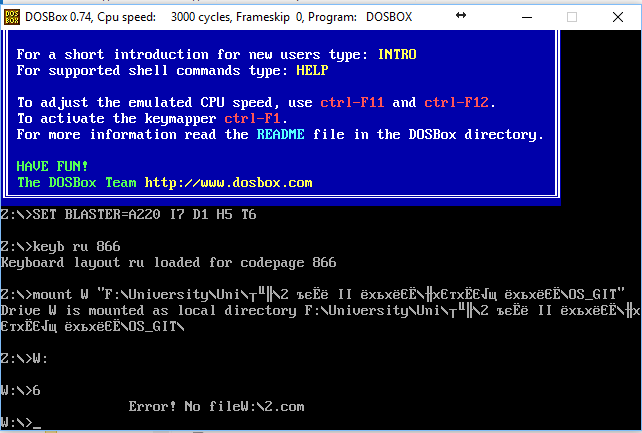 DOSBox 0.74, Cpu speed: 3000 cycles, Frameskip 0, Program: DOSBOX
For a short introduction for new users type: INTRO
For supported shell commands type: HELP
To adjust the emulated CPU speed, use ctrl-F11 and ctrl-F12.
To activate the keymapper ctrl-F1.
For more information read the README file in the DOSBox directory.
HAVE FUN!
The DOSBox Team http://www.dosbox.com
Z:\>SET BLASTER=A220 I7 D1 H5 T6
Z:\>keyb ru 866
Keyboard layout ru loaded for codepage 866
Z:\>mount W "F:\University\Uni\┬╨╟\2 ъєЁё II ёхьхёЄЁ\╫хЄтхЁЄ√щ ёхьхёЄЁ\OS_GIT"
Drive W is mounted as local directory F:\University\Uni\┬╨╟\2 ъєЁё II ёхьхёЄЁ\╫х
ЄтхЁЄ√щ ёхьхёЄЁ\OS_GIT\
Z:\>W:
W:\>6
Error! No fileW:\2.com
W:\>_